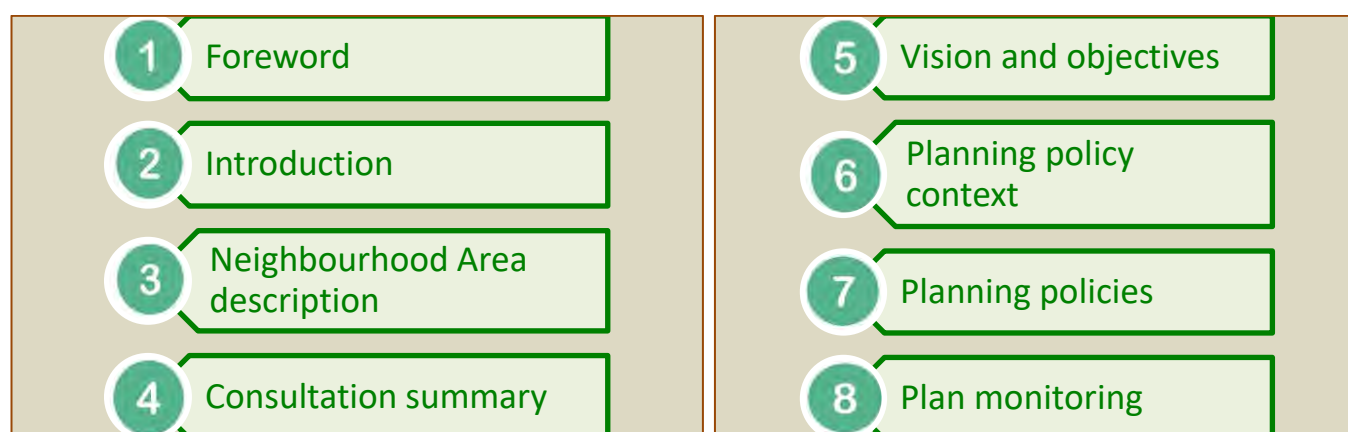 1 Foreword
2 Introduction
3 Neighbourhood Area
description
4 Consultation summary
5 Vision and objectives
6 Planning policy
context
7 Planning policies
8 Plan monitoring